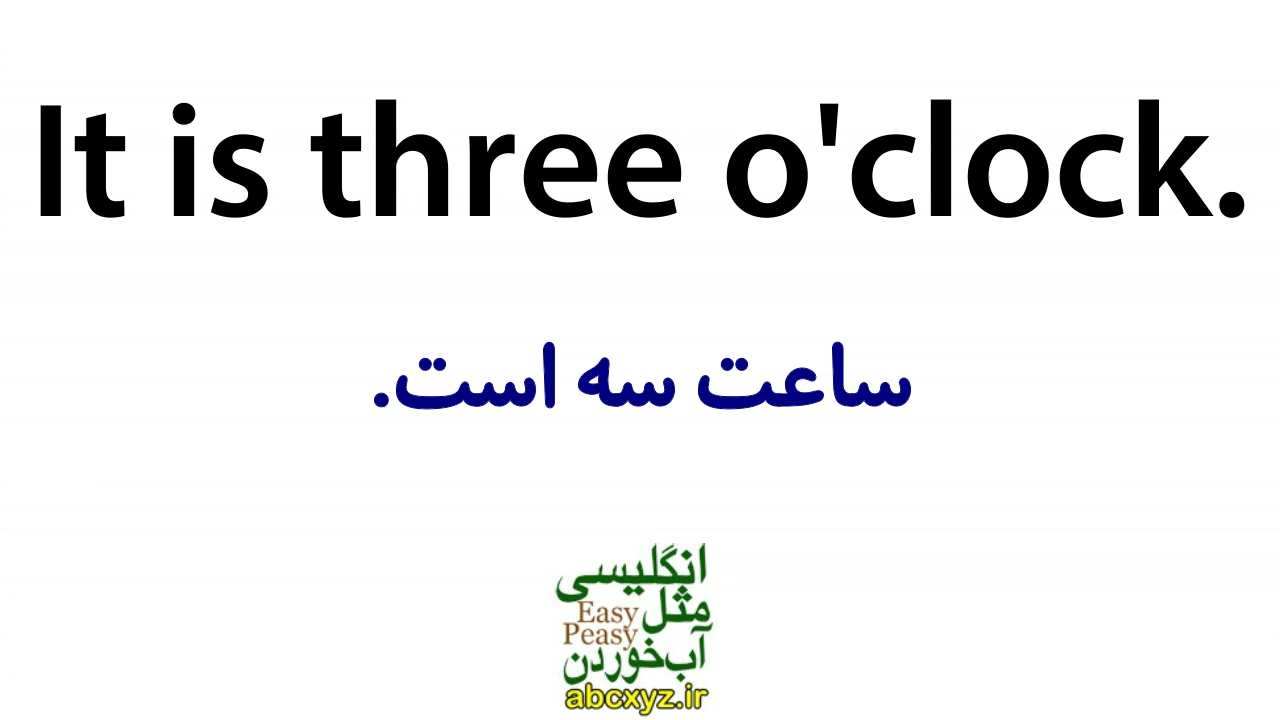 It is three o'clock.
ساعت سه است.
انگلیسی
مثل
Easy
Peasy
آب‌خوردن
abcxyz.ir